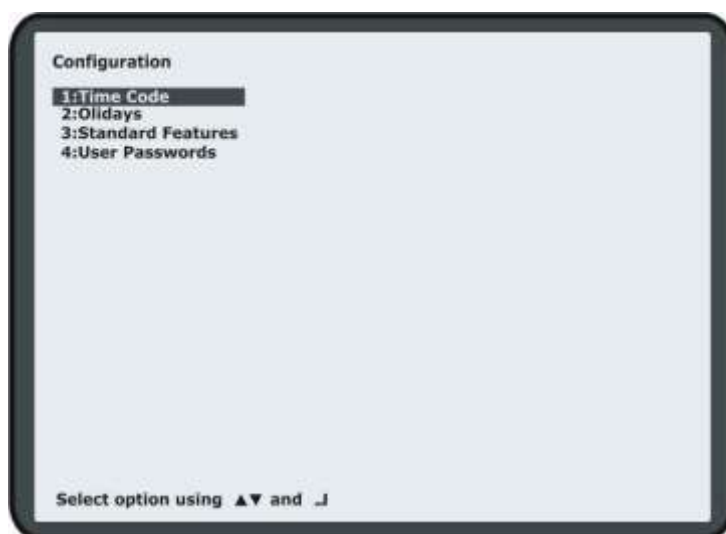 Configuration
1:Time Code
2:Olidays
3:Standard Features
4:User Passwords
Select option using ▲▼ and ┘